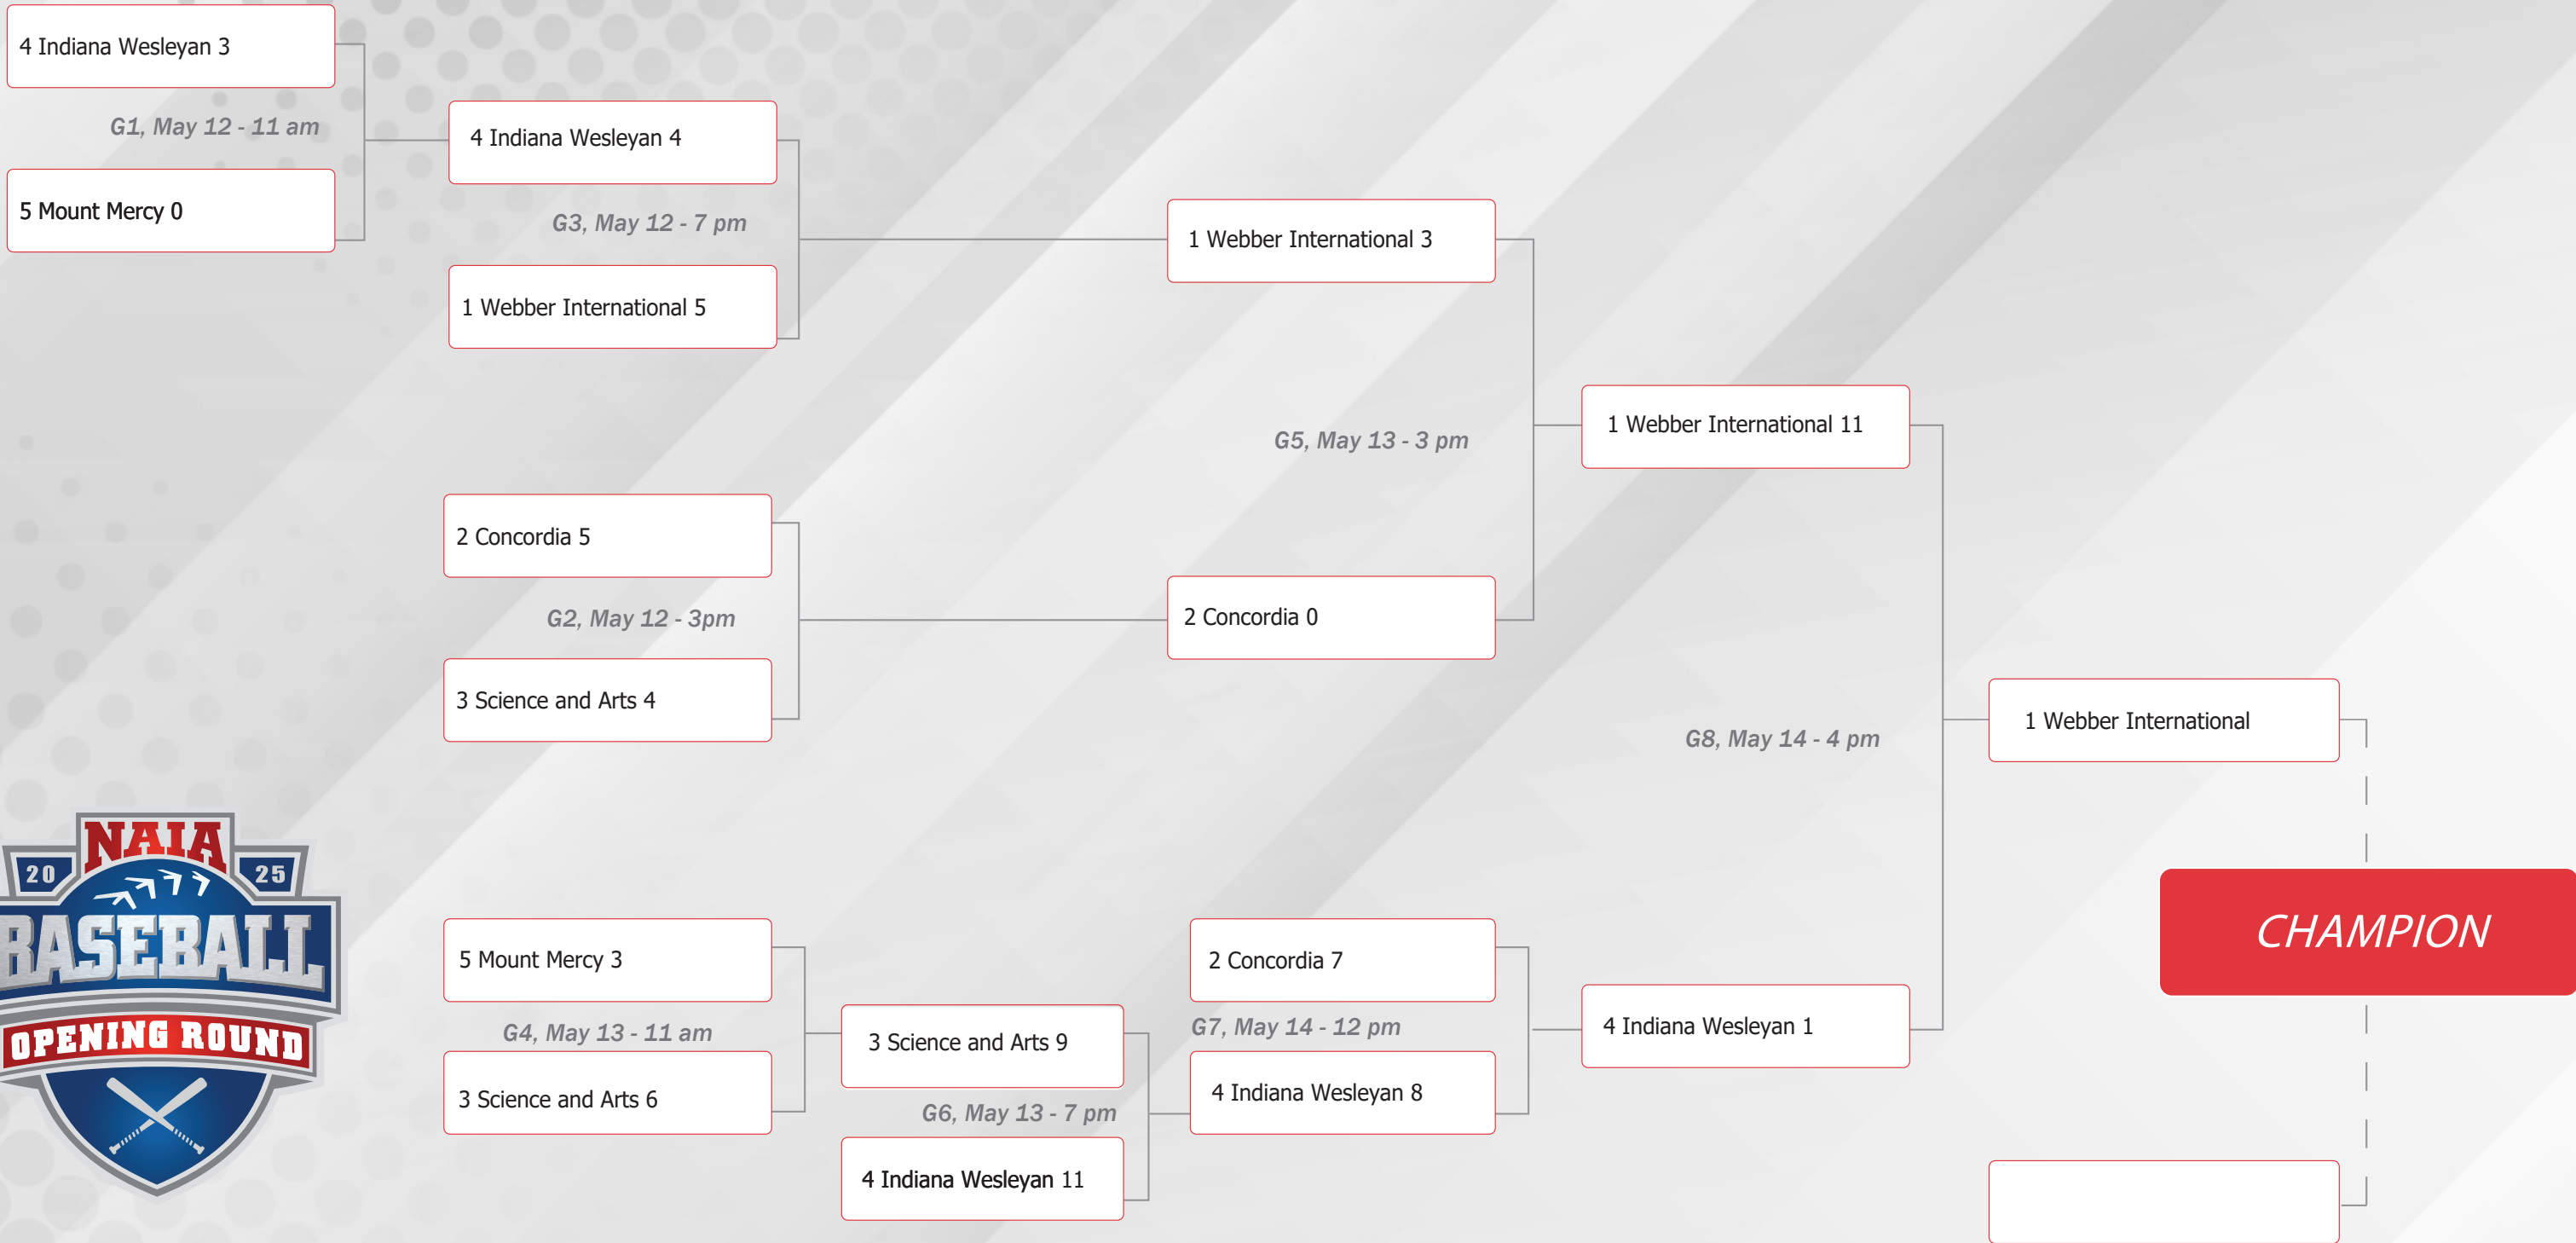 4 Indiana Wesleyan 3
G1, May 12 - 11 am
5 Mount Mercy 0
4 Indiana Wesleyan 4
G3, May 12 - 7 pm
1 Webber International 5
1 Webber International 3
G5, May 13 - 3 pm
2 Concordia 0
2 Concordia 5
G2, May 12 - 3pm
3 Science and Arts 4
1 Webber International 11
G8, May 14 - 4 pm
4 Indiana Wesleyan 1
1 Webber International
CHAMPION
5 Mount Mercy 3
G4, May 13 - 11 am
3 Science and Arts 6
3 Science and Arts 9
G6, May 13 - 7 pm
4 Indiana Wesleyan 11
2 Concordia 7
G7, May 14 - 12 pm
4 Indiana Wesleyan 8
NAIA
20 25
BASEBALL
OPENING ROUND